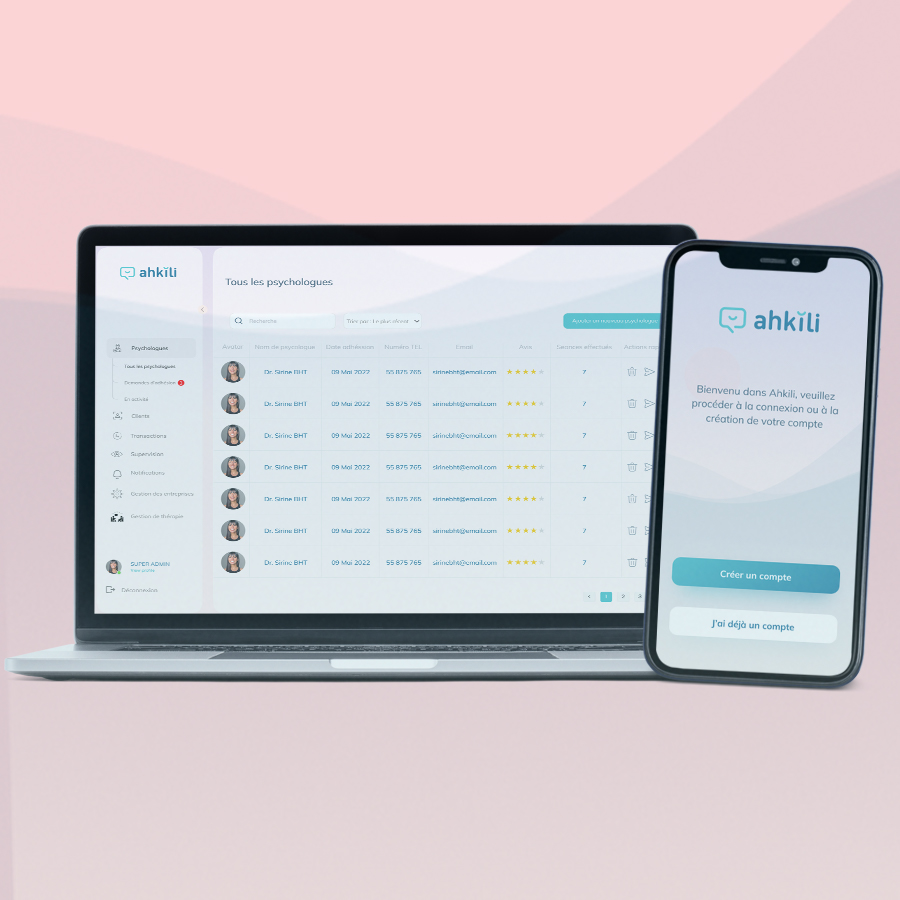 ahkili
Tous les psychologues
Recherche
Trier par : Le plus récent
Ajouter un nouveau psychologue
Psychologues
Tous les psychologues
Demandes d'adhésion 2
En activité
Clients
Transactions
Supervision
Notifications
Gestion des entreprises
Gestion de thérapie
SUPER ADMIN
Déconnexion
Avatar Nom de psychologue Date adhésion Numéro TEL Email Avis Séances effectués
Dr. Sirine BHT 09 Mai 2022 55 875 765 sirinebht@email.com 7
Dr. Sirine BHT 09 Mai 2022 55 875 765 sirinebht@email.com 7
Dr. Sirine BHT 09 Mai 2022 55 875 765 sirinebht@email.com 7
Dr. Sirine BHT 09 Mai 2022 55 875 765 sirinebht@email.com 7
Dr. Sirine BHT 09 Mai 2022 55 875 765 sirinebht@email.com 7
Dr. Sirine BHT 09 Mai 2022 55 875 765 sirinebht@email.com 7
Dr. Sirine BHT 09 Mai 2022 55 875 765 sirinebht@email.com 7
1 2 3
ahkili
Bienvenu dans Ahkili, veuillez
procéder à la connexion ou à la
création de votre compte
Créer un compte
J'ai déjà un compte